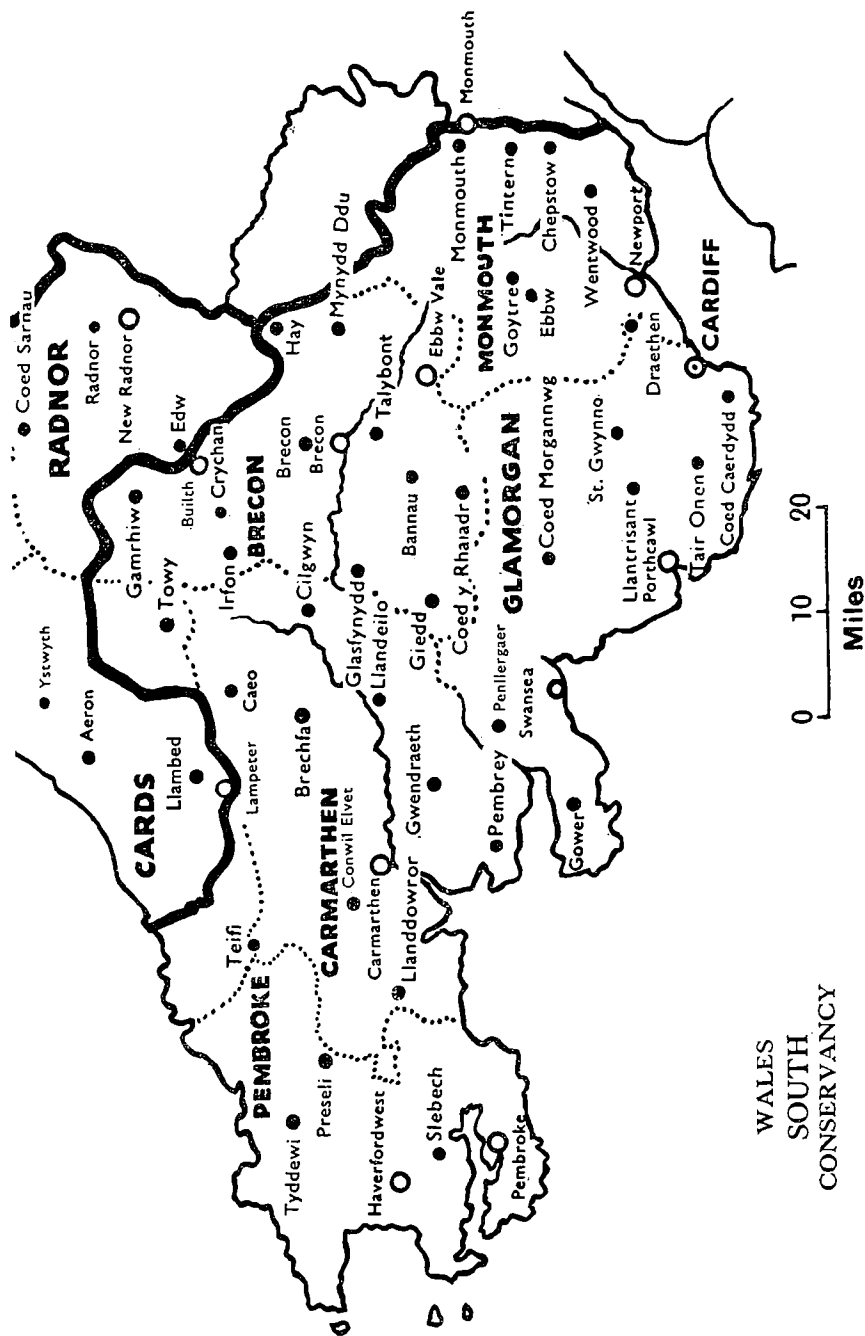 Coed Sarnau
RADNOR
Radnor
New Radnor
Ystwyth
Aeron
CARDS
Llambed
Lampeter
Towy
Gamrhiw
Edw
Builth
Crychan
Irfon
BRECON
Brecon
Brecon
Hay
Mynydd Ddu
Caeo
Cilgwyn
Brechfa
Teifi
PEMBROKE
CARMARTHEN
Conwil Elvet
Carmarthen
Tyddewi
Preseli
Haverfordwest
Slebech
Pembroke
Llanddowror
Glasfynydd
Llandeilo
Talybont
Bannau
Giedd
Coed y Rhaiadr
Gwendraeth
Pembrey
Penllergaer
Swansea
Gower
Ebbw Vale
Monmouth
Monmouth
MONMOUTH
Tintern
Goytre
Ebbw
Chepstow
Wentwood
Newport
GLAMORGAN
Coed Morgannwg
St. Gwynno
Draethen
CARDIFF
Llantrisant
Porthcawl
Tair Onen
Coed Caerdydd
0 10 20
Miles
WALES
SOUTH
CONSERVANCY